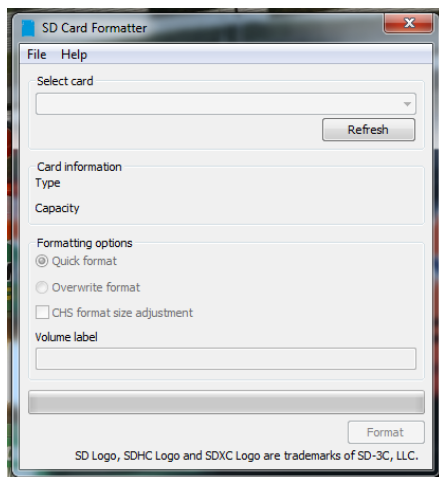 SD Card Formatter
File Help
Select card
Refresh
Card information
Type
Capacity
Formatting options
Quick format
Overwrite format
CHS format size adjustment
Volume label
Format
SD Logo, SDHC Logo and SDXC Logo are trademarks of SD-3C, LLC.